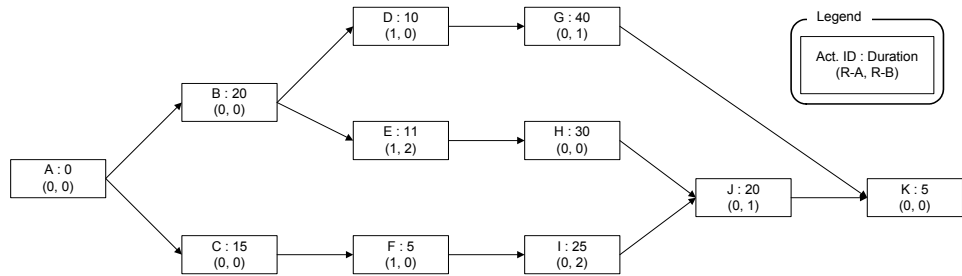 D : 10
(1, 0)
G : 40
(0, 1)
Legend
Act. ID : Duration
(R-A, R-B)
B : 20
(0, 0)
E : 11
(1, 2)
H : 30
(0, 0)
A : 0
(0, 0)
J : 20
(0, 1)
K : 5
(0, 0)
C : 15
(0, 0)
F : 5
(1, 0)
I : 25
(0, 2)